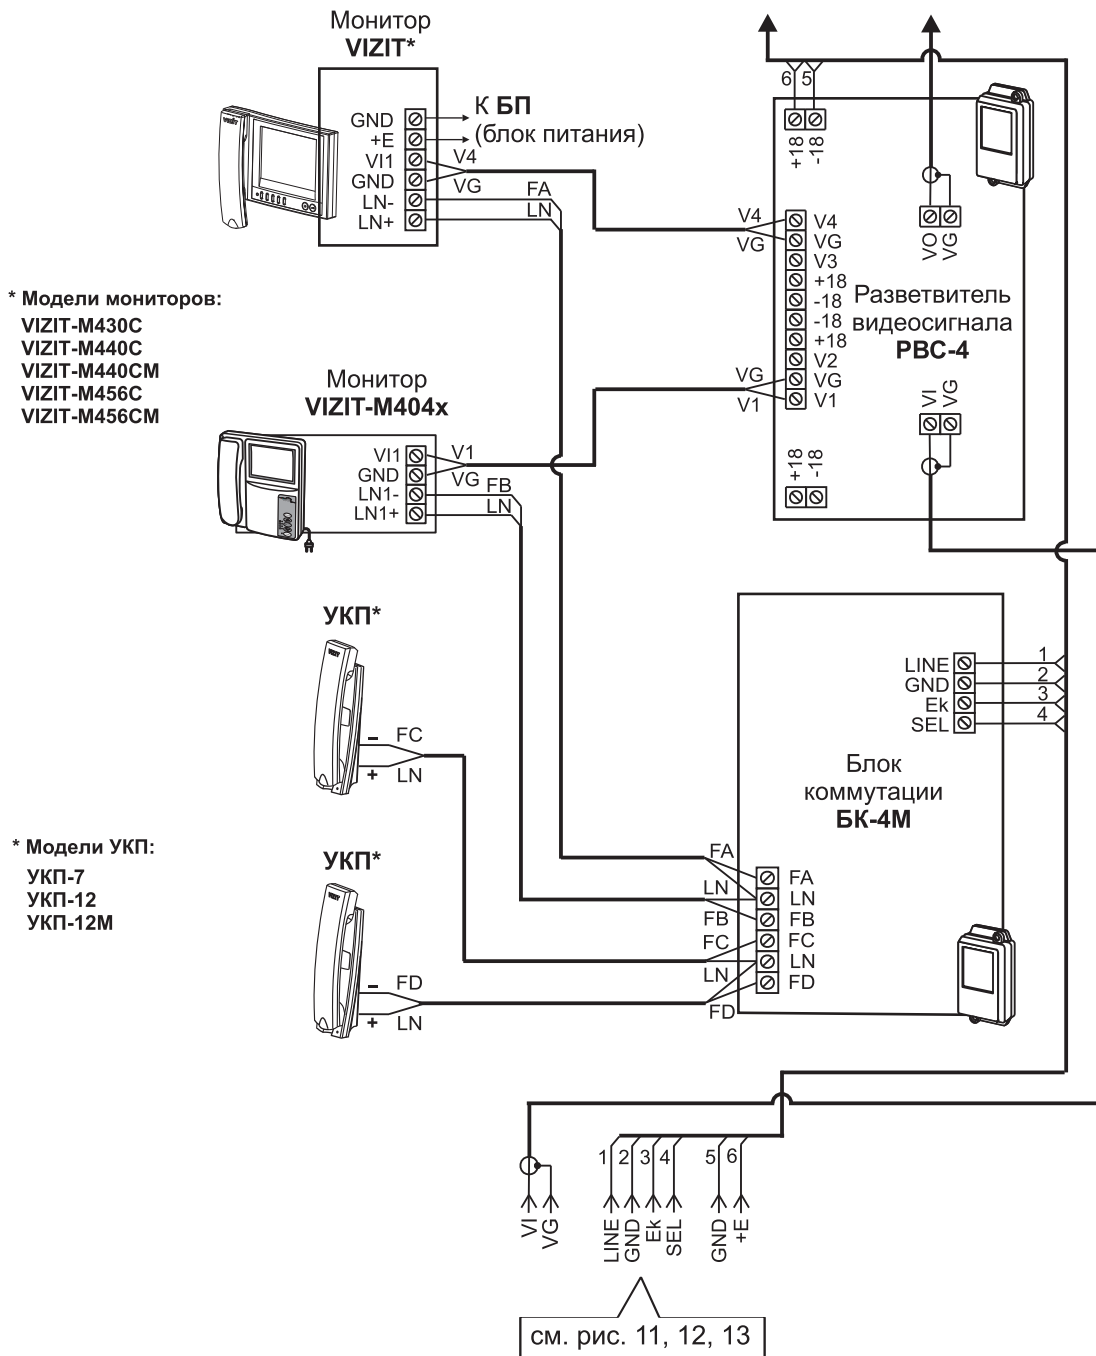 Монитор
VIZIT*
GND
+E
VI1
GND
LN-
LN+
К БП
(блок питания)
V4
VG
FA
LN
6
5
+18
-18
VO
VG
V4
VG
V4
VG
V3
+18
-18
-18
+18
V2
VG
V1
VG
V1
Разветвитель
видеосигнала
РВС-4
VI
VG
+18
-18
* Модели мониторов:
VIZIT-M430C
VIZIT-M440C
VIZIT-M440CM
VIZIT-M456C
VIZIT-M456CM
Монитор
VIZIT-M404x
VI1
GND
LN1-
LN1+
V1
VG
FB
LN
УКП*
VIZIT
–
+
FC
LN
LINE
GND
Ek
SEL
1
2
3
4
Блок
коммутации
БК-4М
* Модели УКП:
УКП-7
УКП-12
УКП-12М
УКП*
VIZIT
–
+
FD
LN
FA
LN
FB
FC
LN
FD
FA
LN
FB
FC
LN
FD
1
2
3
4
5
6
VI
VG
LINE
GND
Ek
SEL
GND
+E
см. рис. 11, 12, 13